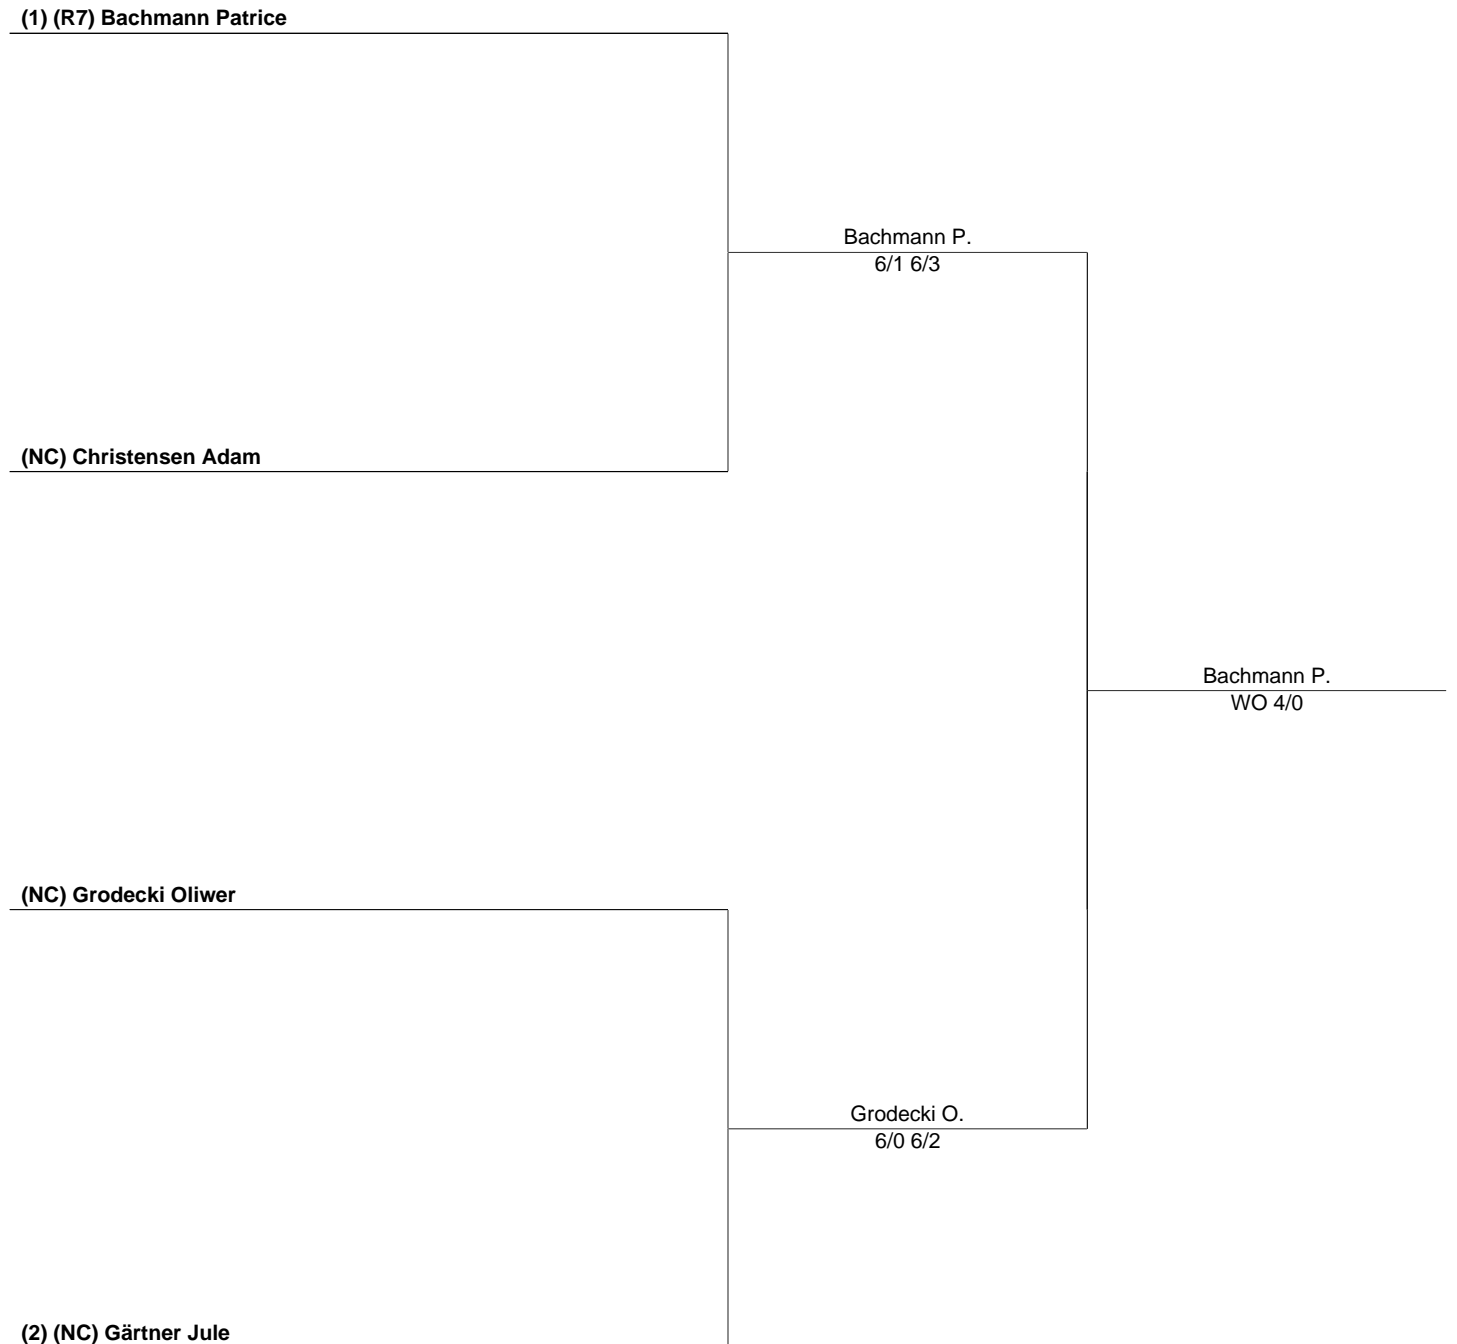 (1) (R7) Bachmann Patrice
Bachmann P.
6/1 6/3
(NC) Christensen Adam
Bachmann P.
WO 4/0
(NC) Grodecki Oliwer
Grodecki O.
6/0 6/2
(2) (NC) Gärtner Jule